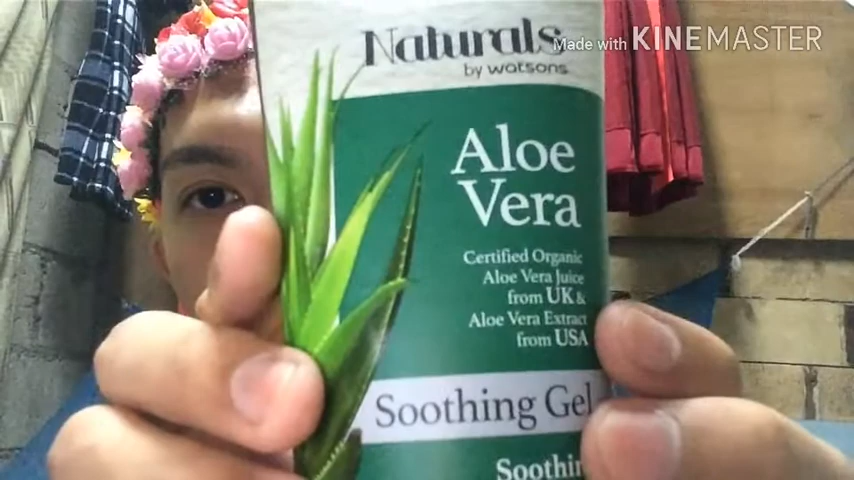 Naturals
by watsons
Made with KINEMASTER
Aloe
Vera
Certified Organic
Aloe Vera Juice
from UK &
Aloe Vera Extract
from USA
Soothing Gel
Soothin